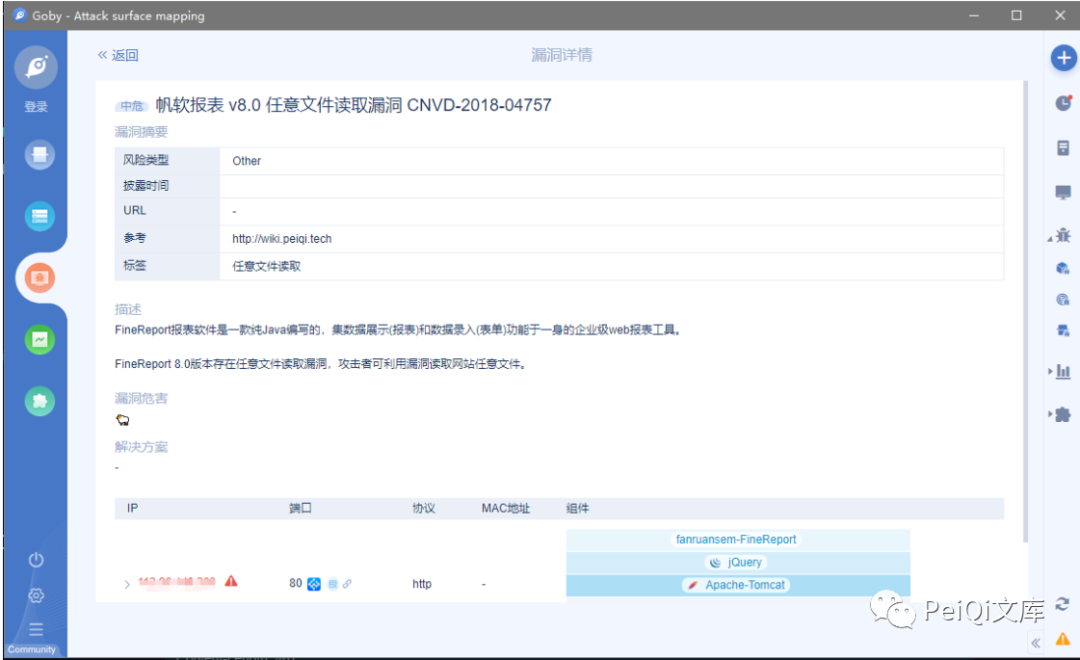 Goby - Attack surface mapping
« 返回
漏洞详情
登录
中危 帆软报表 v8.0 任意文件读取漏洞 CNVD-2018-04757
漏洞摘要
风险类型 Other
披露时间
URL -
参考 http://wiki.peiqi.tech
标签 任意文件读取
描述
FineReport报表软件是一款纯Java编写的，集数据展示(报表)和数据录入(表单)功能于一身的企业级web报表工具。
FineReport 8.0版本存在任意文件读取漏洞，攻击者可利用漏洞读取网站任意文件。
漏洞危害
解决方案
-
IP 端口 协议 MAC地址 组件
fanruansem-FineReport
jQuery
80 http -
Apache-Tomcat
PeiQi文库
Community